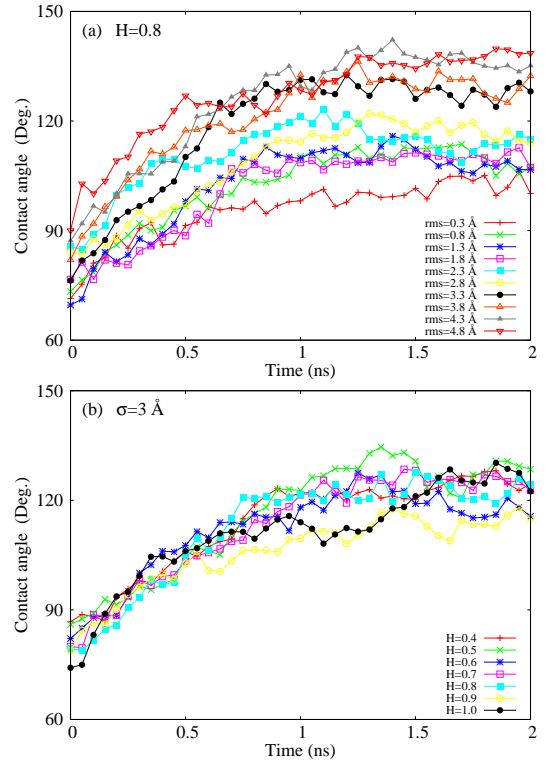 (a) H=0.8
150
120
90
60
Contact angle (Deg.)
rms=0.3 Å
rms=0.8 Å
rms=1.3 Å
rms=1.8 Å
rms=2.3 Å
rms=2.8 Å
rms=3.3 Å
rms=3.8 Å
rms=4.3 Å
rms=4.8 Å
0 0.5 1 1.5 2
Time (ns)
(b) σ=3 Å
150
120
90
60
Contact angle (Deg.)
H=0.4
H=0.5
H=0.6
H=0.7
H=0.8
H=0.9
H=1.0
0 0.5 1 1.5 2
Time (ns)